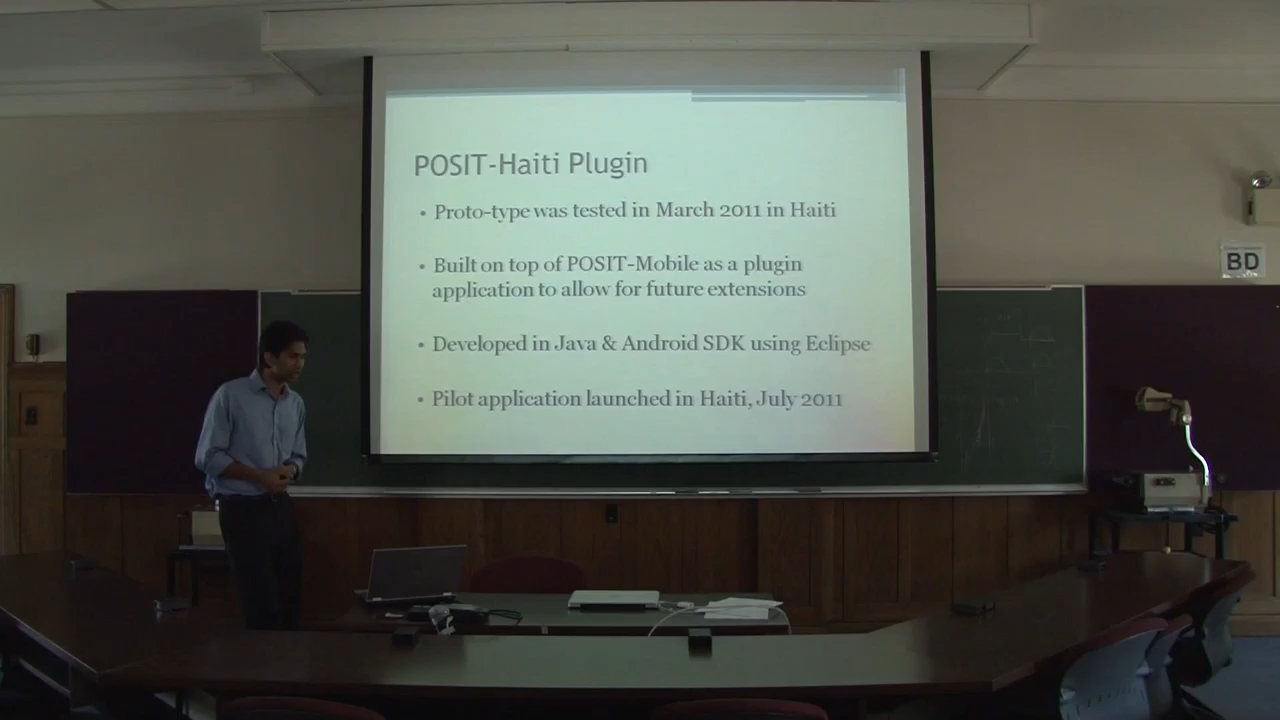 POSIT-Haiti Plugin
• Proto-type was tested in March 2011 in Haiti
• Built on top of POSIT-Mobile as a plugin
application to allow for future extensions
• Developed in Java & Android SDK using Eclipse
• Pilot application launched in Haiti, July 2011
BD